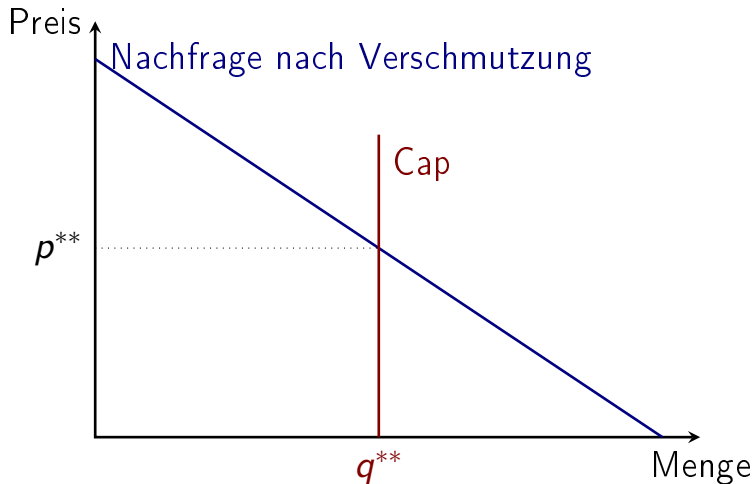 Preis
Nachfrage nach Verschmutzung
Cap
p**
q**
Menge